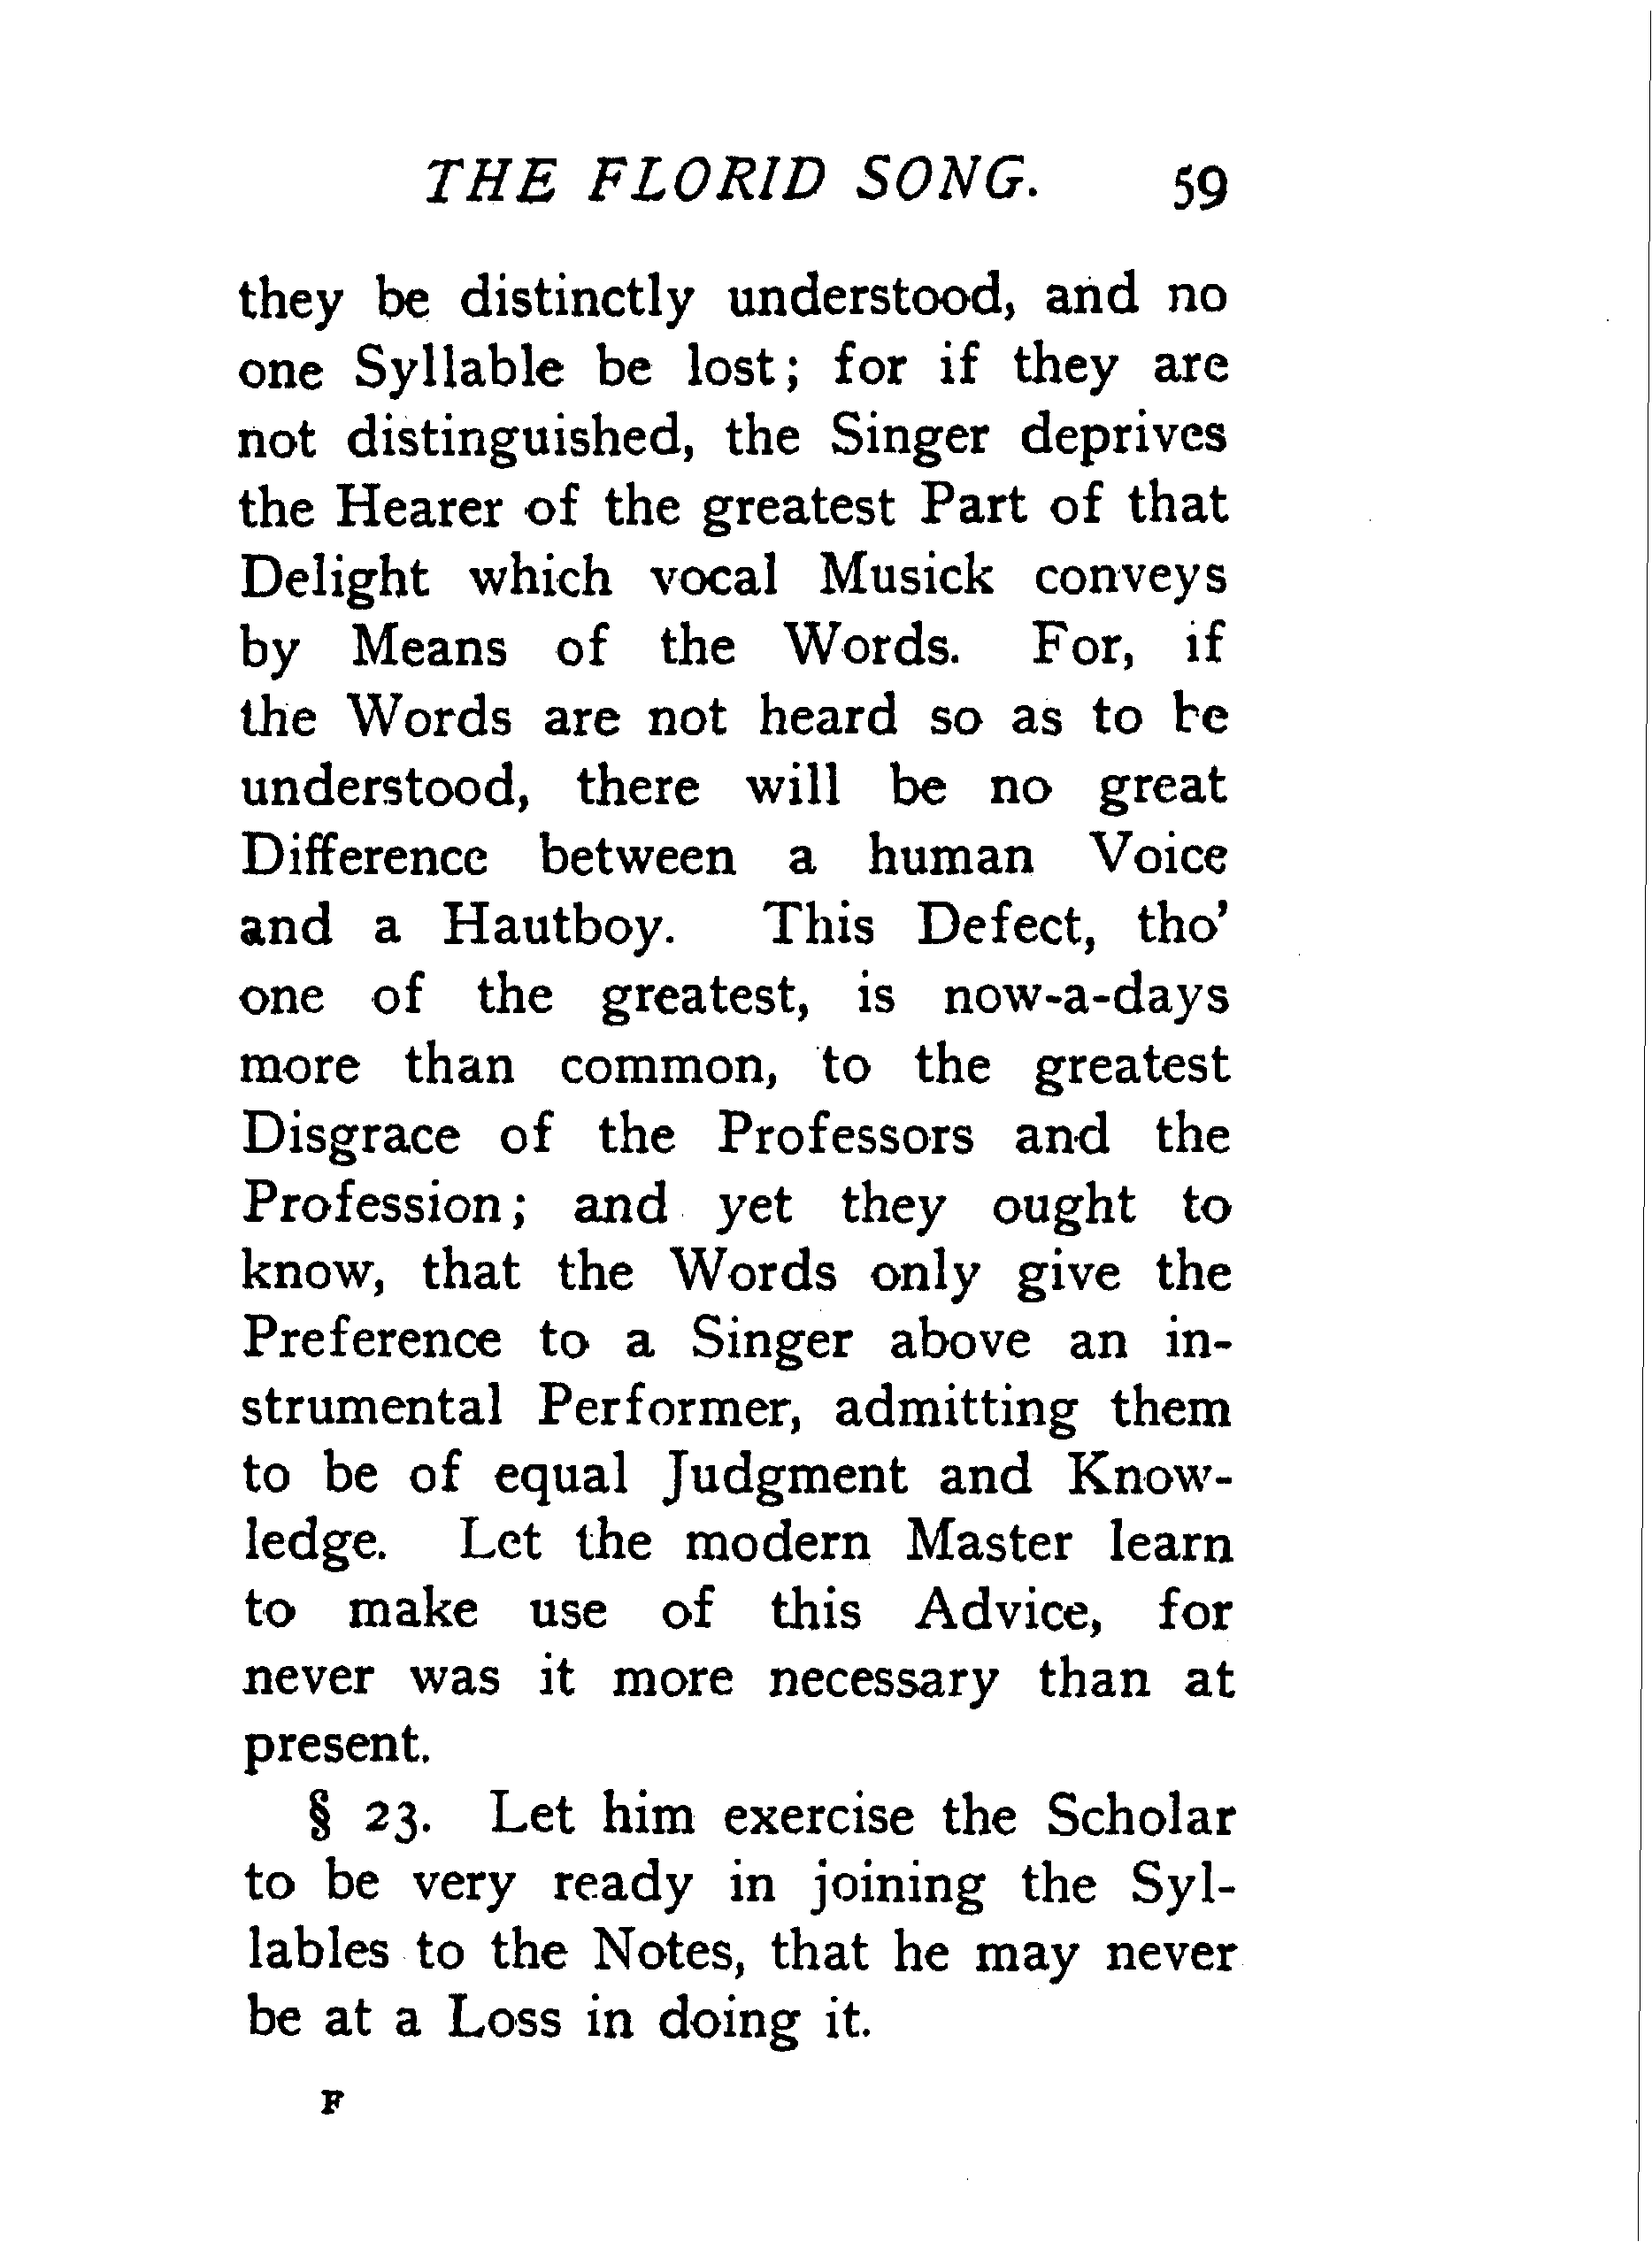 THE FLORID SONG. 59
they be distinctly understood, and no
one Syllable be lost; for if they are
not distinguished, the Singer deprives
the Hearer of the greatest Part of that
Delight which vocal Musick conveys
by Means of the Words. For, if
the Words are not heard so as to be
understood, there will be no great
Difference between a human Voice
and a Hautboy. This Defect, tho'
one of the greatest, is now-a-days
more than common, to the greatest
Disgrace of the Professors and the
Profession; and yet they ought to
know, that the Words only give the
Preference to a Singer above an in-
strumental Performer, admitting them
to be of equal Judgment and Know-
ledge. Let the modern Master learn
to make use of this Advice, for
never was it more necessary than at
present.
§ 23. Let him exercise the Scholar
to be very ready in joining the Syl-
lables to the Notes, that he may never
be at a Loss in doing it.
F